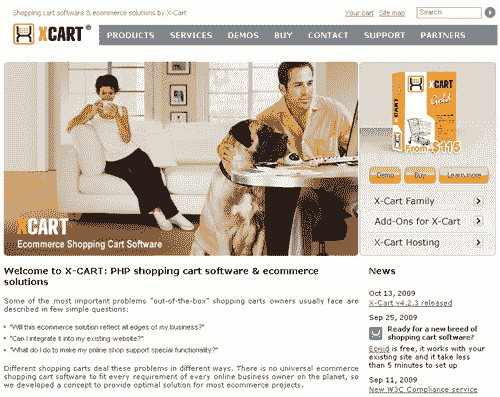 Shopping cart software & ecommerce solutions by X-Cart
Your cart Site map Search
XCART®
PRODUCTS SERVICES DEMOS BUY CONTACT SUPPORT PARTNERS
XCART
Gold
From $115
Demo Buy Learn more
X-Cart Family
Add-Ons for X-Cart
X-Cart Hosting
XCART
Ecommerce Shopping Cart Software
Welcome to X-CART: PHP shopping cart software & ecommerce
solutions
Some of the most important problems "out-of-the-box" shopping carts owners usually face are
described in few simple questions:
"Will this ecommerce solution reflect all edges of my business?"
"Can I integrate it into my existing website?"
"What do I do to make my online shop support special functionality?"
Different shopping carts deal these problems in different ways. There is no universal ecommerce
shopping cart software to fit every requirement of every online business owner on the planet, so
we developed a concept to provide optimal solution for most ecommerce projects.
News
Oct 13, 2009
X-Cart v4.2.3 released
Sep 25, 2009
Ready for a new breed of
shopping cart software?
Ecwid is free, it works with your
existing site and it take less
than 5 minutes to set up
Sep 11, 2009
New W3C Compliance service